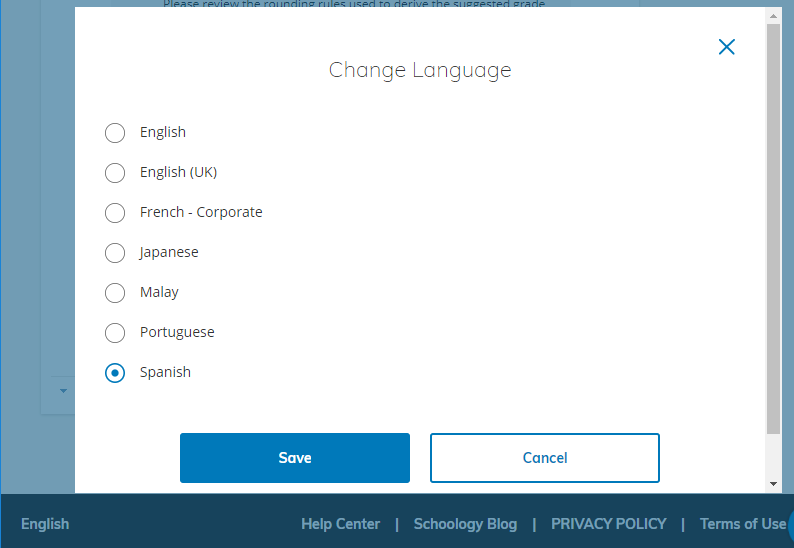 Please review the rounding rules used to derive the suggested grade.
Change Language
English
English (UK)
French - Corporate
Japanese
Malay
Portuguese
Spanish
Save
Cancel
English
Help Center | Schoology Blog | PRIVACY POLICY | Terms of Use